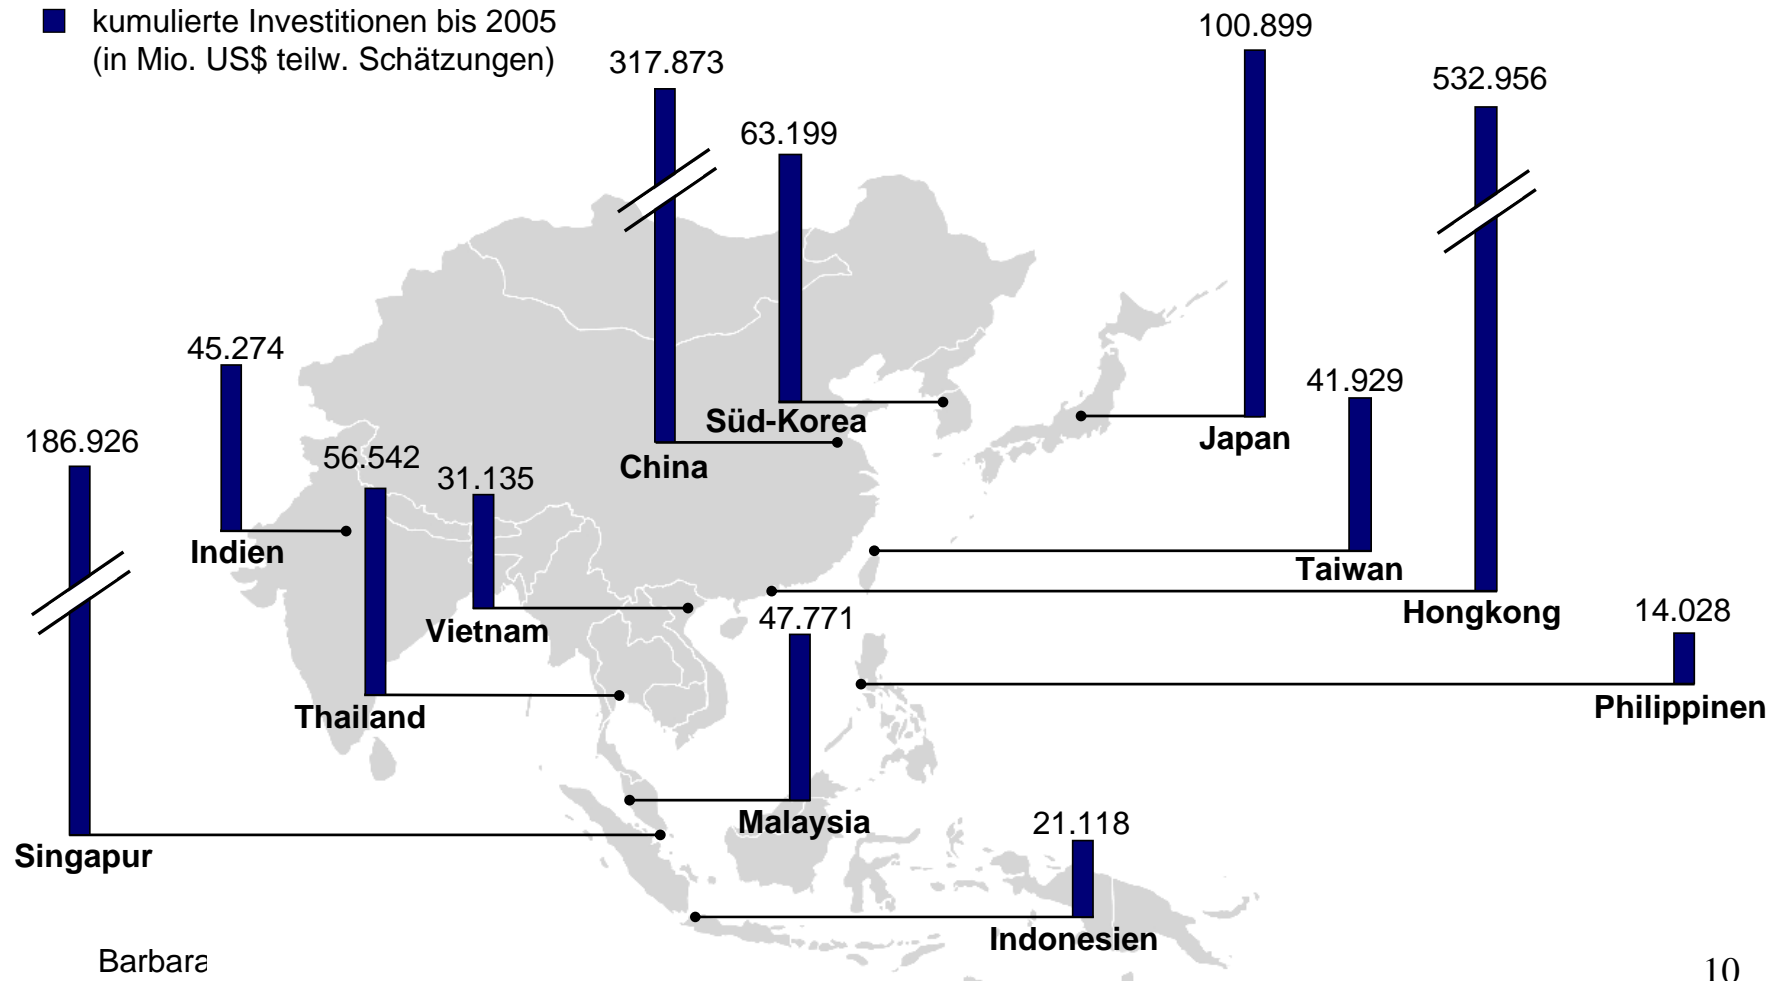 kumulierte Investitionen bis 2005
(in Mio. US$ teilw. Schätzungen)
317.873
63.199
100.899
532.956
45.274
41.929
186.926
56.542
31.135
Süd-Korea
Japan
China
Indien
Taiwan
Hongkong
14.028
47.771
Vietnam
Thailand
Philippinen
Malaysia
21.118
Singapur
Indonesien
Barbara
10